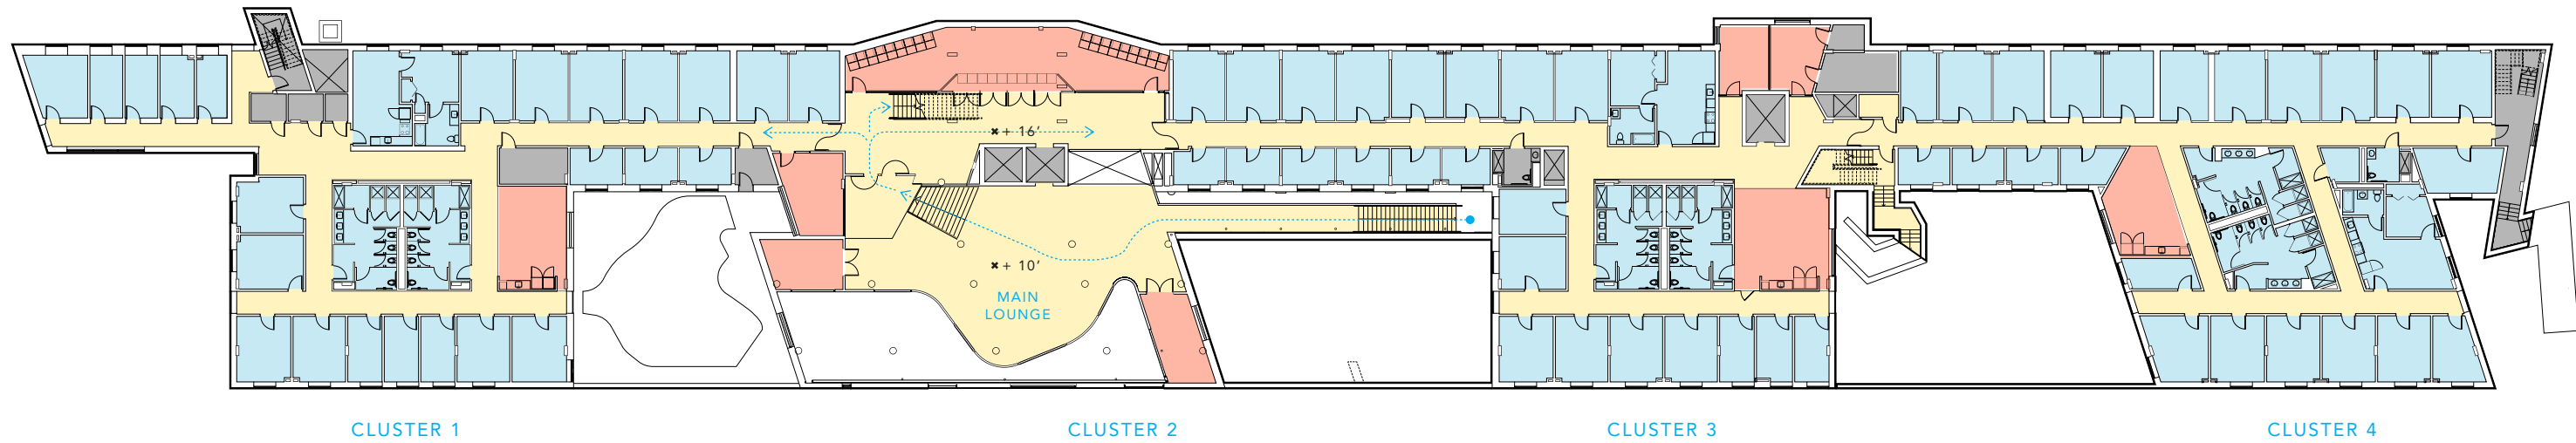 ✖ + 16’
✖ + 10’
MAIN
LOUNGE
CLUSTER 1
CLUSTER 2
CLUSTER 3
CLUSTER 4